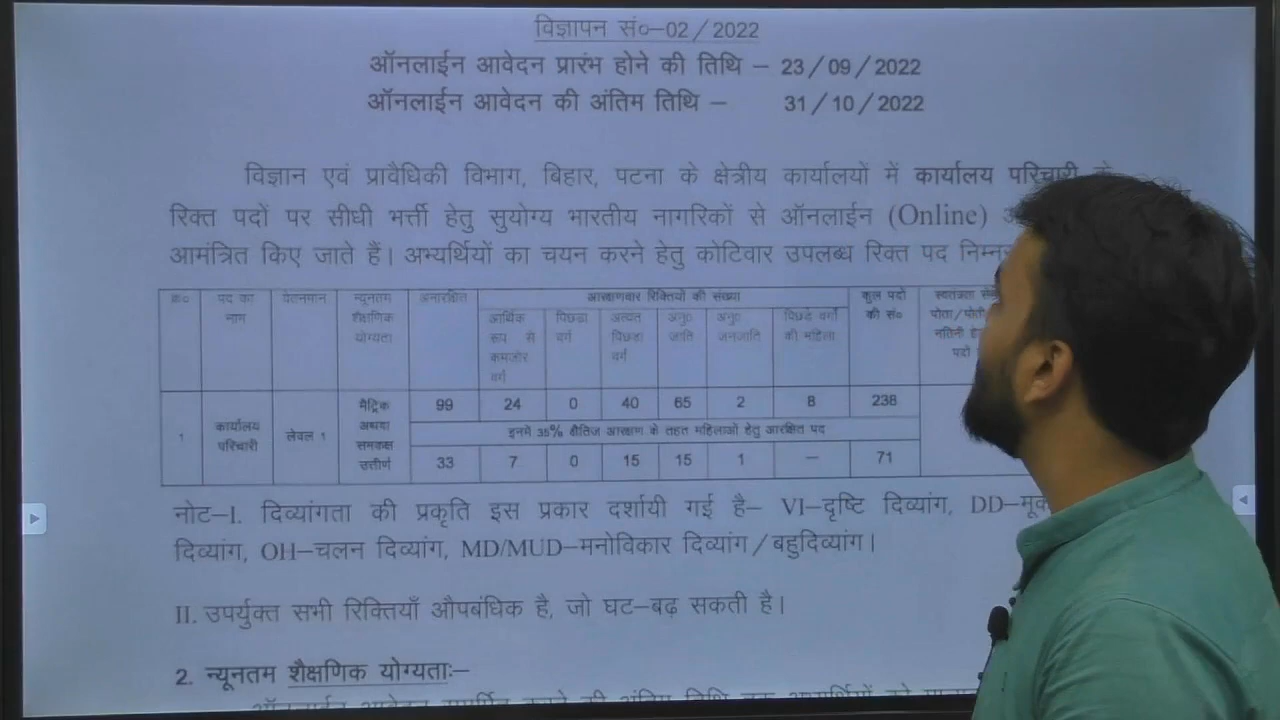 विज्ञापन सं०–02 / 2022
ऑनलाईन आवेदन प्रारंभ होने की तिथि – 23 / 09 / 2022
ऑनलाईन आवेदन की अंतिम तिथि – 31 / 10 / 2022
विज्ञान एवं प्रावैधिकी विभाग, बिहार, पटना के क्षेत्रीय कार्यालयों में कार्यालय परिचारी
रिक्त पदों पर सीधी भर्त्ती हेतु सुयोग्य भारतीय नागरिकों से ऑनलाईन (Online)
आमंत्रित किए जाते हैं। अभ्यर्थियों का चयन करने हेतु कोटिवार उपलब्ध रिक्त पद
क्र० पद का नाम वेतनमान न्यूनतम शैक्षणिक योग्यता अनारक्षित आरक्षणवार रिक्तियों की संख्या कुल पदों की सं० स्वतंत्रता पोता/पोती नतिनी पदों
आर्थिक रूप से कमजोर वर्ग पिछड़ा वर्ग अत्यंत पिछड़ा वर्ग अनु० जाति अनु० जनजाति पिछड़े वर्गों की महिला
1 कार्यालय परिचारी लेवल 1 मैट्रिक अथवा समकक्ष उत्तीर्ण 99 24 0 40 65 2 8 238
इनमें 35% क्षैतिज आरक्षण के तहत महिलाओं हेतु आरक्षित पद
33 7 0 15 15 1 — 71
नोट–I. दिव्यांगता की प्रकृति इस प्रकार दर्शायी गई है– VI–दृष्टि दिव्यांग, DD–
दिव्यांग, OH–चलन दिव्यांग, MD/MUD–मनोविकार दिव्यांग / बहुदिव्यांग।
II. उपर्युक्त सभी रिक्तियाँ औपबंधिक है, जो घट–बढ़ सकती है।
2. न्यूनतम शैक्षणिक योग्यताः–